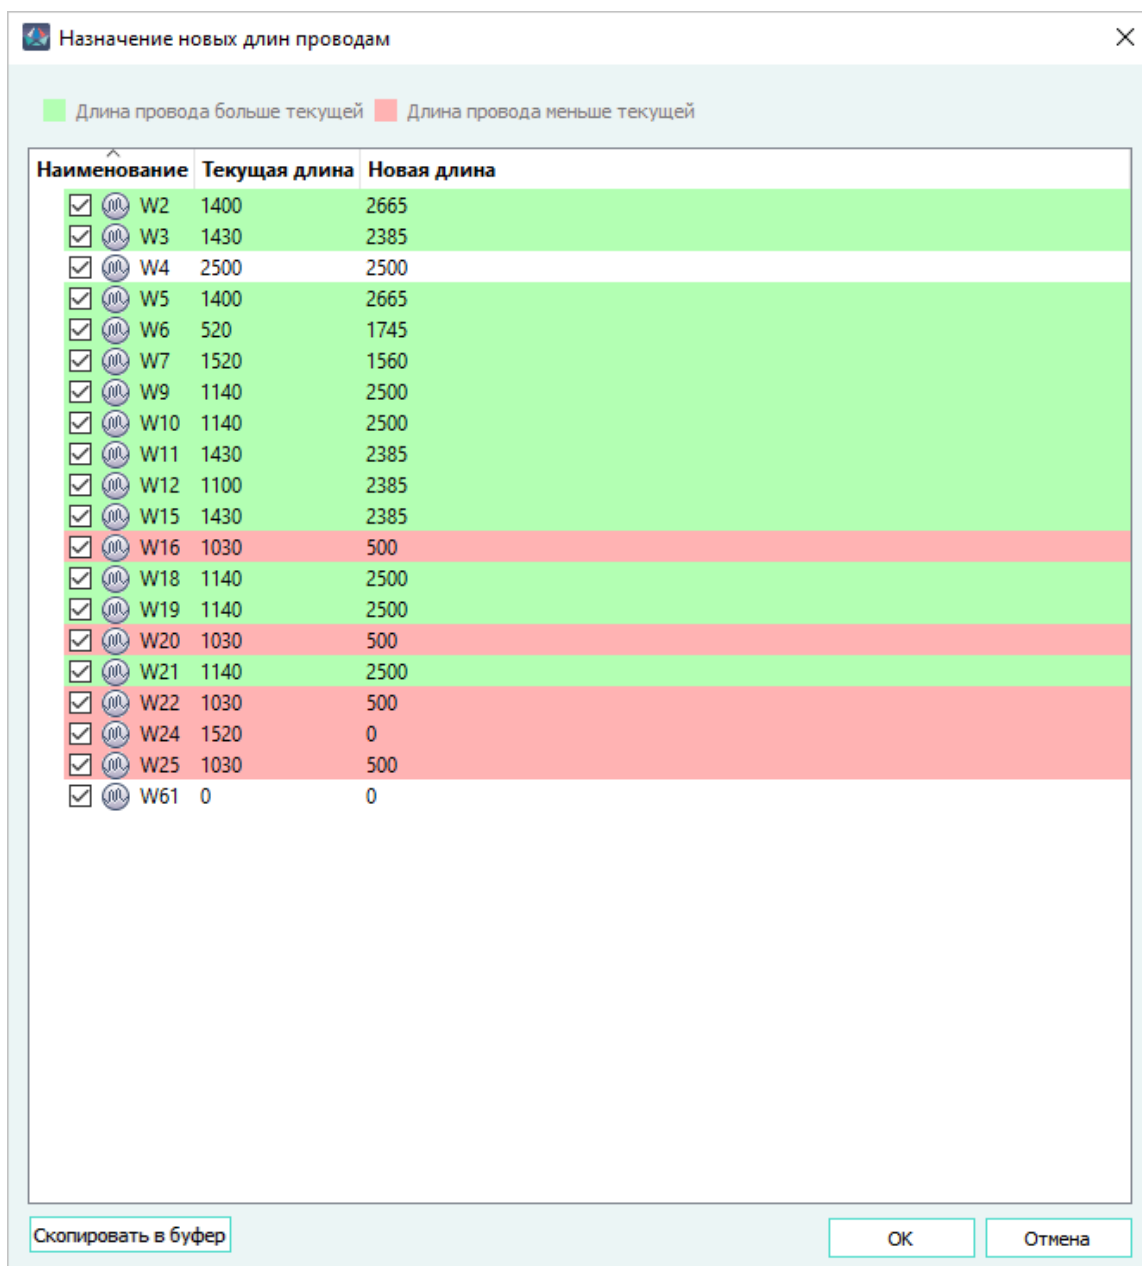 Назначение новых длин проводам
Длина провода больше текущей Длина провода меньше текущей
Наименование Текущая длина Новая длина
W2 1400 2665
W3 1430 2385
W4 2500 2500
W5 1400 2665
W6 520 1745
W7 1520 1560
W9 1140 2500
W10 1140 2500
W11 1430 2385
W12 1100 2385
W15 1430 2385
W16 1030 500
W18 1140 2500
W19 1140 2500
W20 1030 500
W21 1140 2500
W22 1030 500
W24 1520 0
W25 1030 500
W61 0 0
Скопировать в буфер OK Отмена